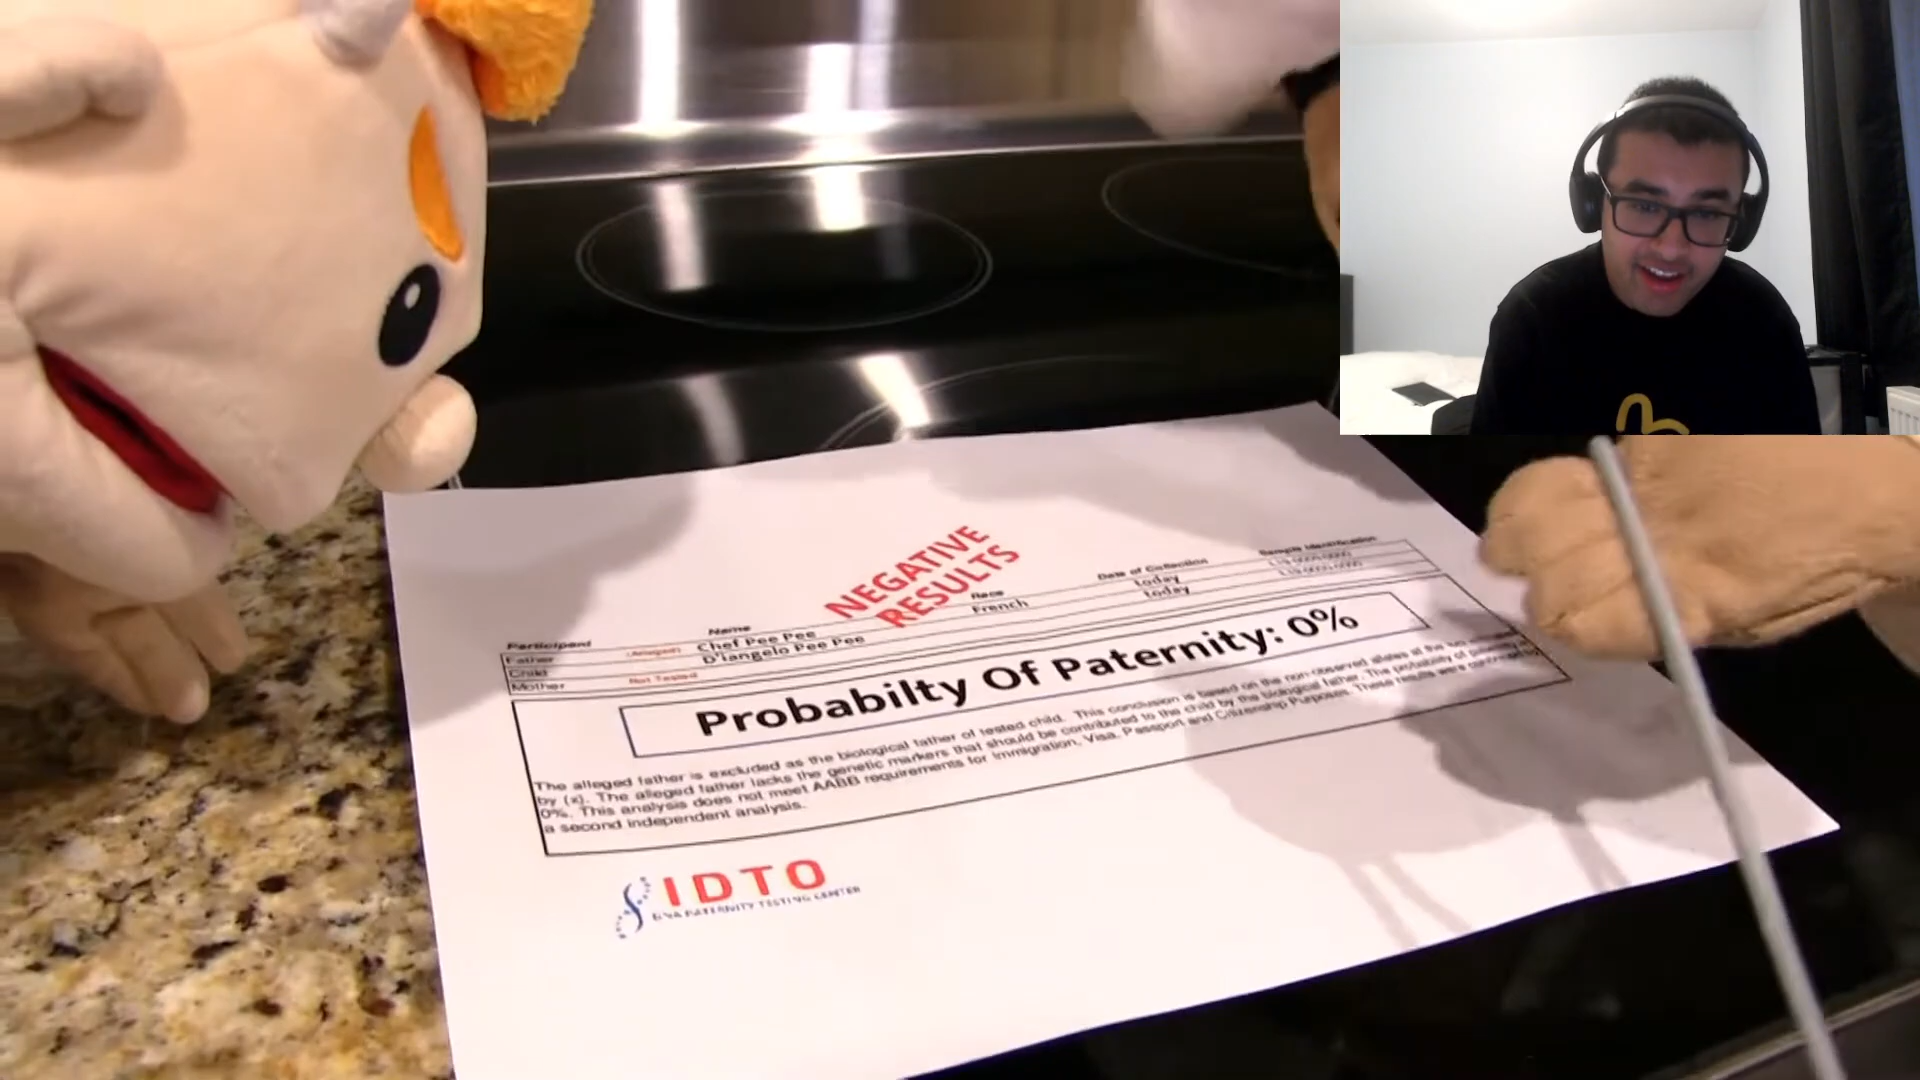 NEGATIVE
RESULTS
Participant Name Race Date of Collection Sample Identification
Father (Alleged) Chef Pee Pee French today
Child D'iangelo Pee Pee today
Mother Not Tested
Probabilty Of Paternity: 0%
The alleged father is excluded as the biological father of tested child. This conclusion is based on the non-observed alleles at the loci
by (x). The alleged father lacks the genetic markers that should be contributed to the child by the biological father. The probability of paternity
0%. This analysis does not meet AABB requirements for Immigration, Visa, Passport and Citizenship Purposes. These results were
a second independent analysis.
IDTO
DNA PATERNITY TESTING CENTER